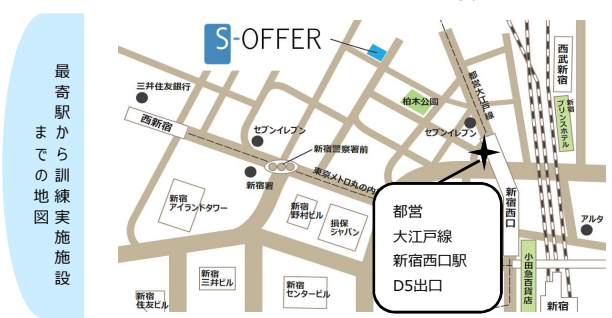 最寄駅から訓練実施施設
までの地図
S-OFFER
西武新宿
都営大江戸線
三井住友銀行
柏木公園
新宿
プリンスホテル
西新宿
セブンイレブン
セブンイレブン
新宿警察署前
東京メトロ丸の内
新宿署
新宿
アイランドタワー
新宿
野村ビル
損保
ジャパン
都営
大江戸線
新宿西口駅
D5出口
新宿西口
アルタ
小田急百貨店
新宿
三井ビル
新宿
センタービル
新宿
住友ビル
新宿